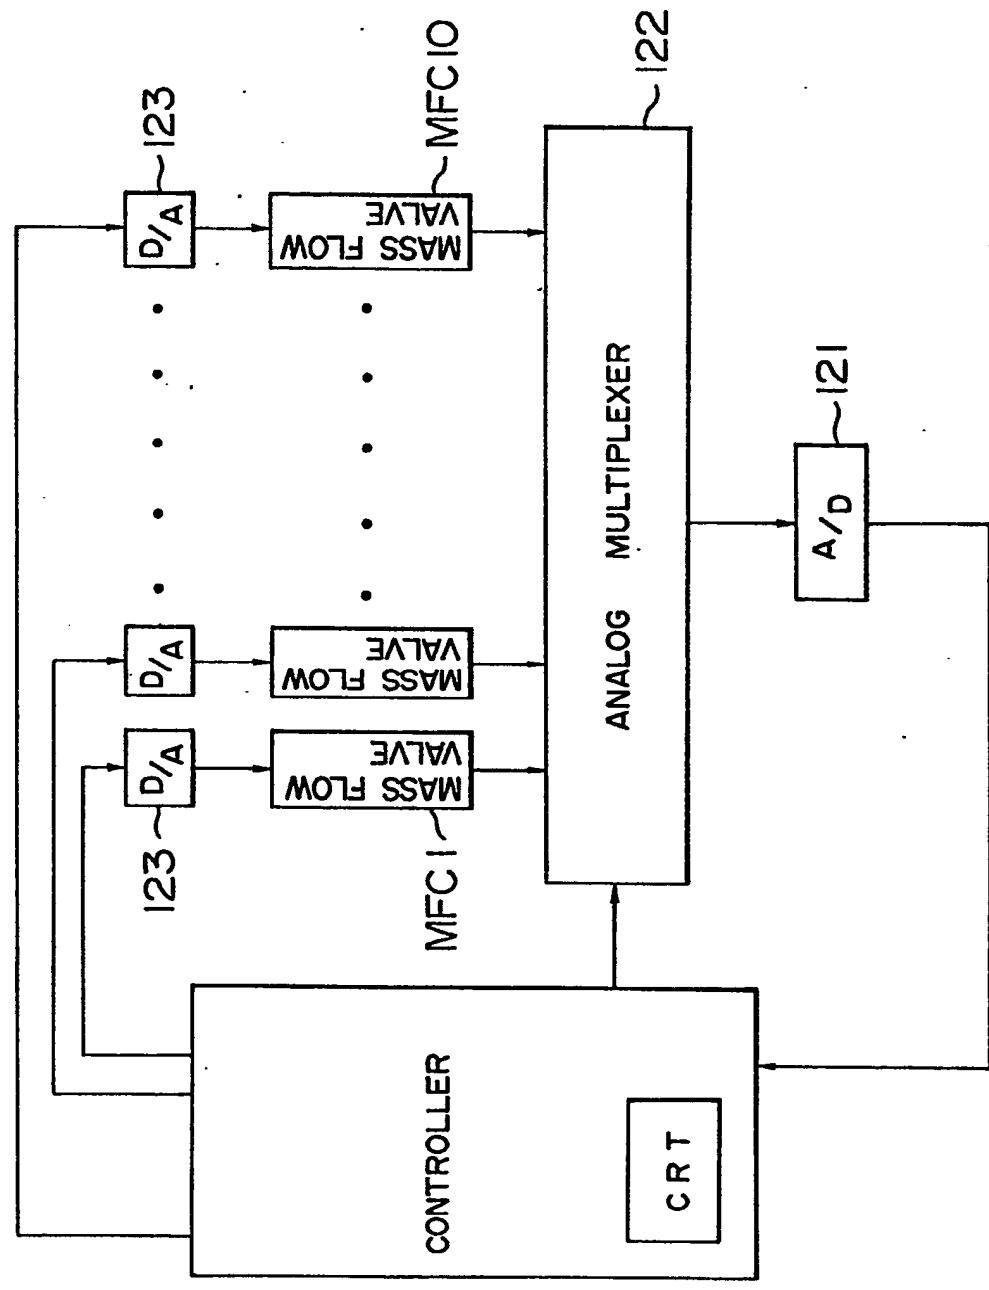 CONTROLLER
CRT
123
D/A
D/A
D/A
123
MFC 1
MASS FLOW
VALVE
MASS FLOW
VALVE
MASS FLOW
VALVE
MFC10
ANALOG MULTIPLEXER
122
A/D
121